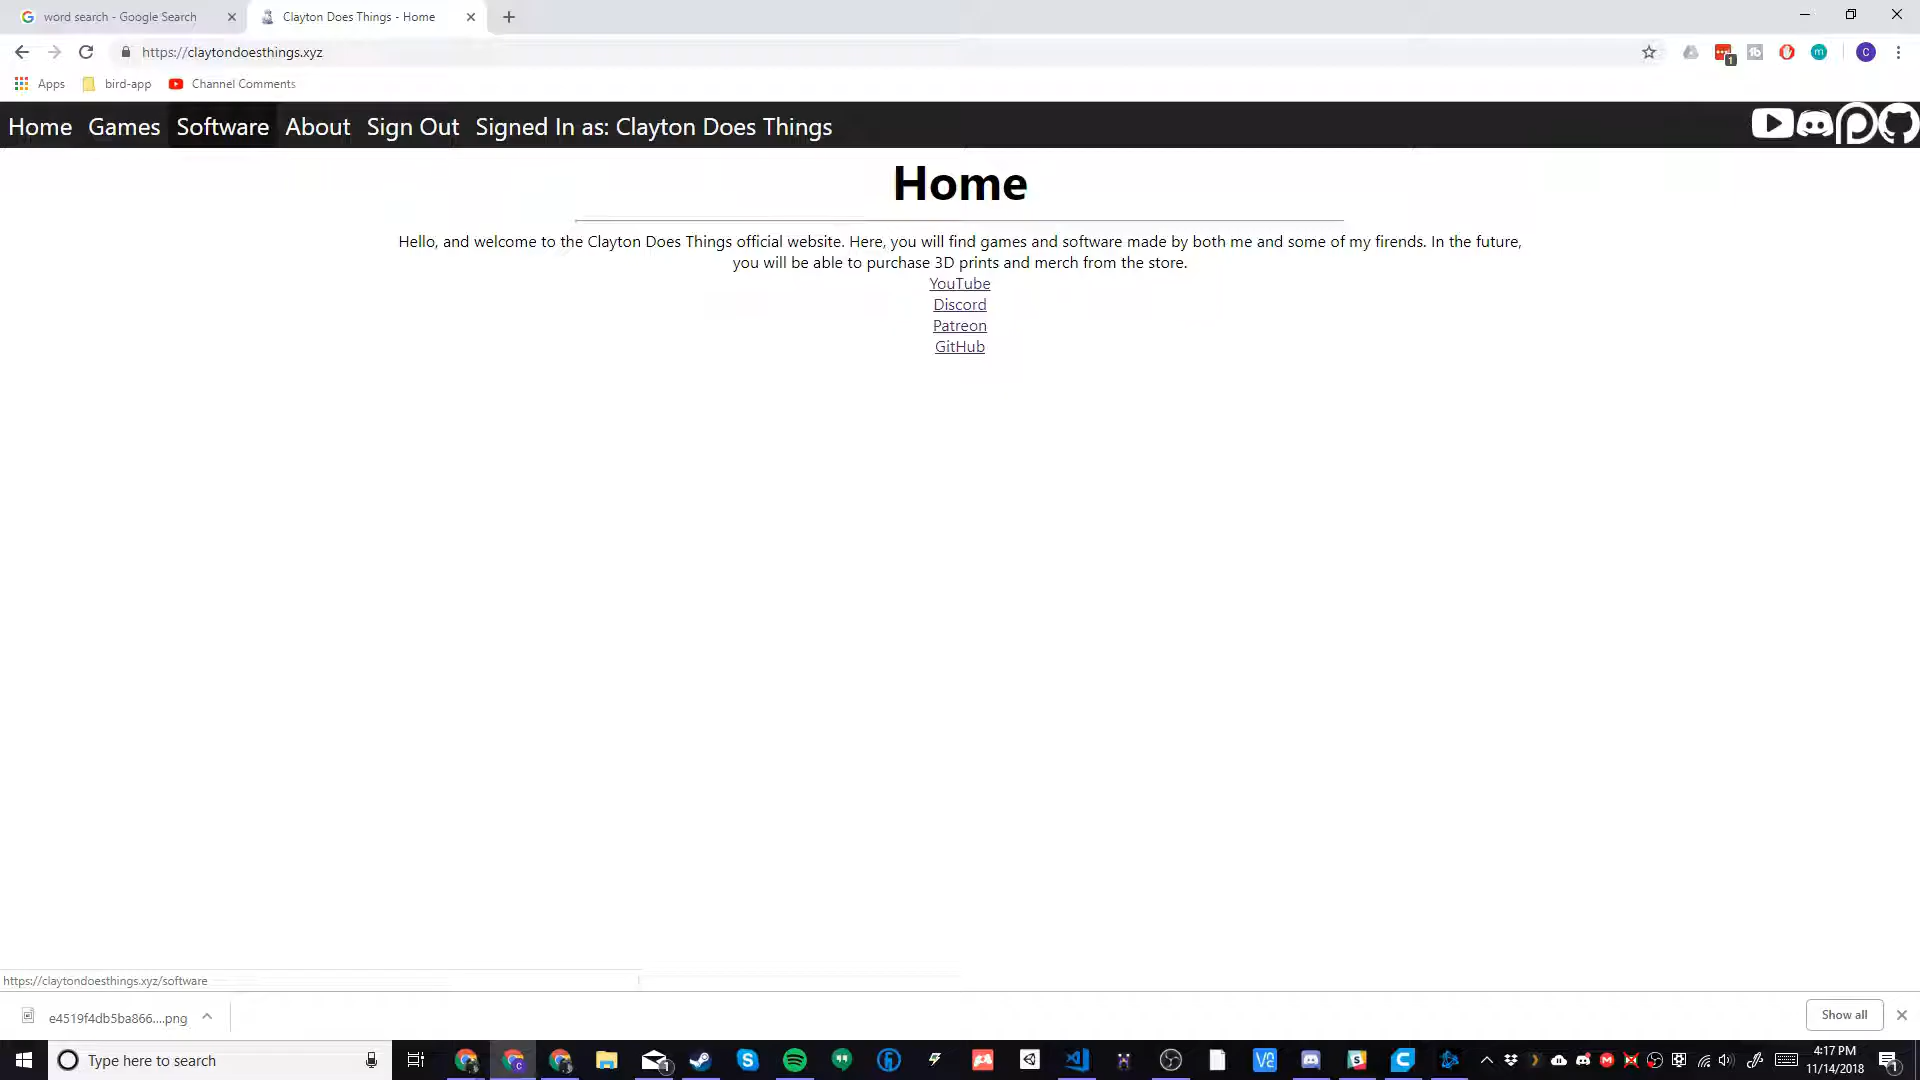 word search - Google Search
Clayton Does Things - Home
https://claytondoesthings.xyz
1
C
Apps
bird-app
Channel Comments
Home
Games
Software
About
Sign Out
Signed In as: Clayton Does Things
Home
Hello, and welcome to the Clayton Does Things official website. Here, you will find games and software made by both me and some of my firends. In the future,
you will be able to purchase 3D prints and merch from the store.
YouTube
Discord
Patreon
GitHub
https://claytondoesthings.xyz/software
e4519f4db5ba866....png
Show all
Type here to search
4:17 PM
11/14/2018